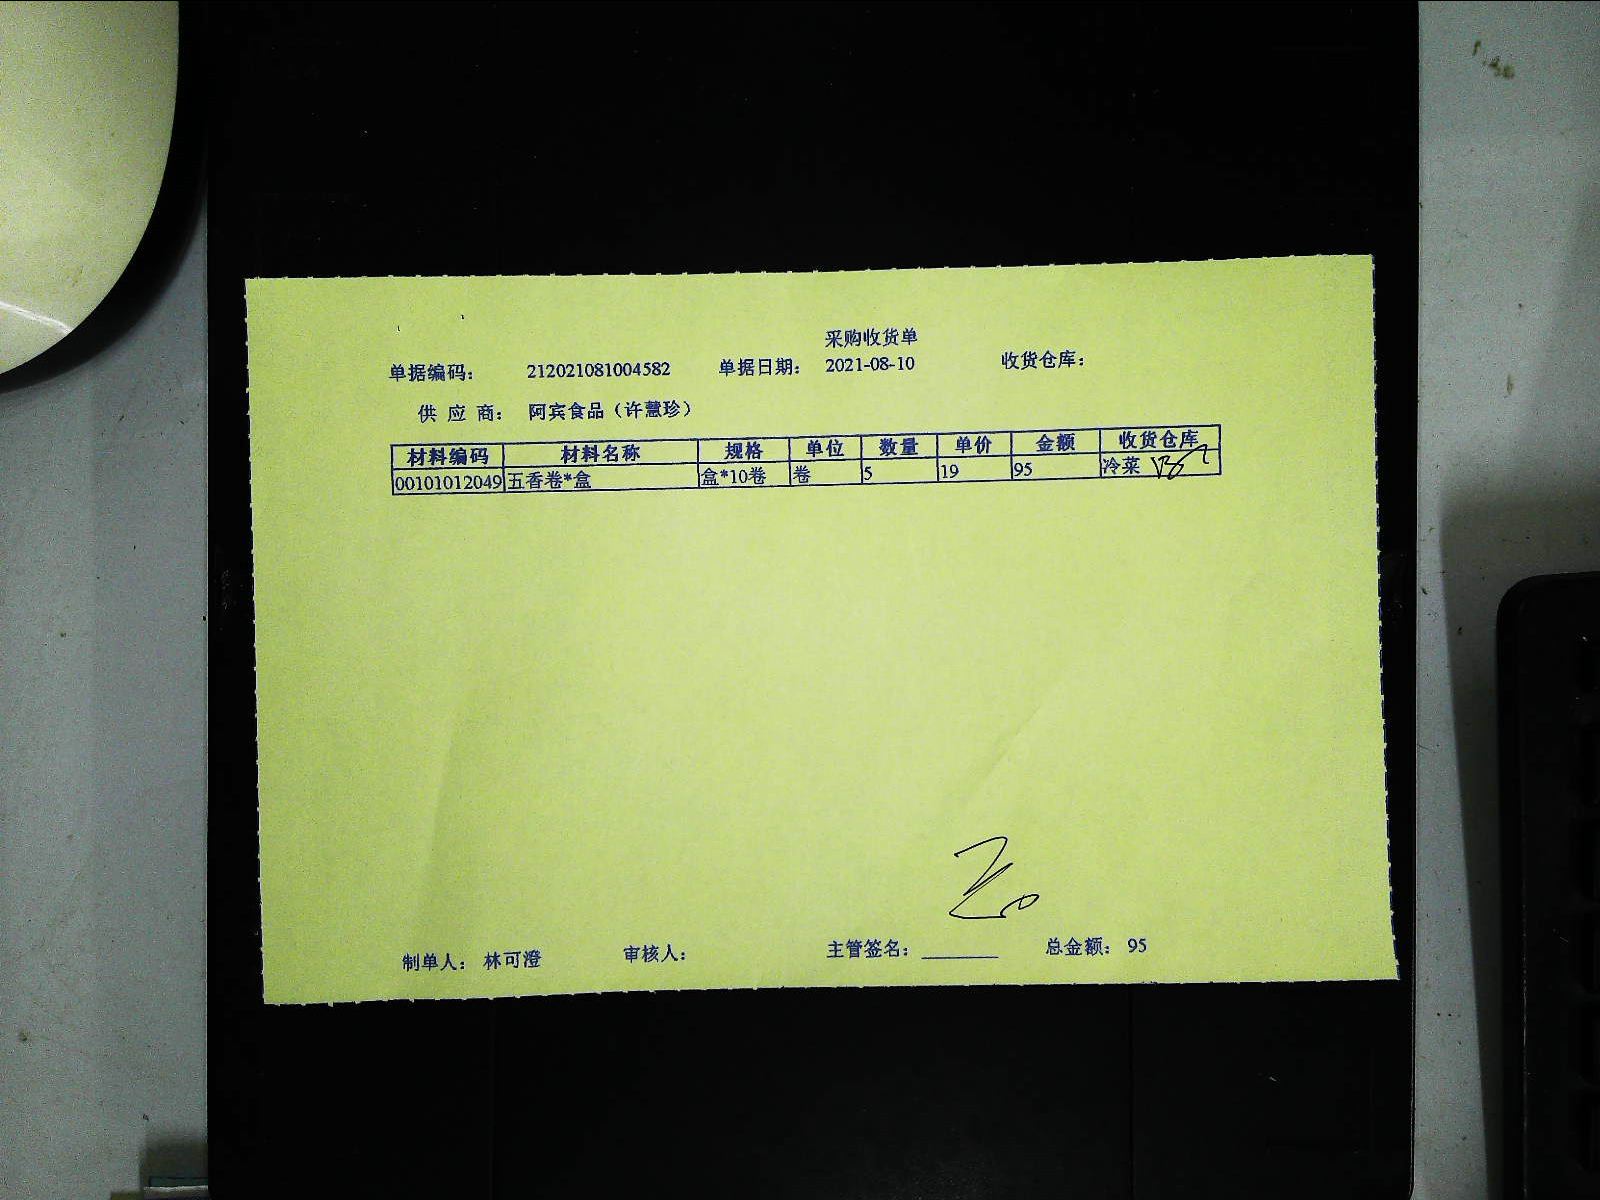 采购收货单
单据编码： 212021081004582 单据日期： 2021-08-10 收货仓库：
供 应 商： 阿宾食品（许慧珍）
材料编码 材料名称 规格 单位 数量 单价 金额 收货仓库
00101012049 五香卷*盒 盒*10卷 卷 5 19 95 冷菜
制单人： 林可澄 审核人： 主管签名：________ 总金额： 95